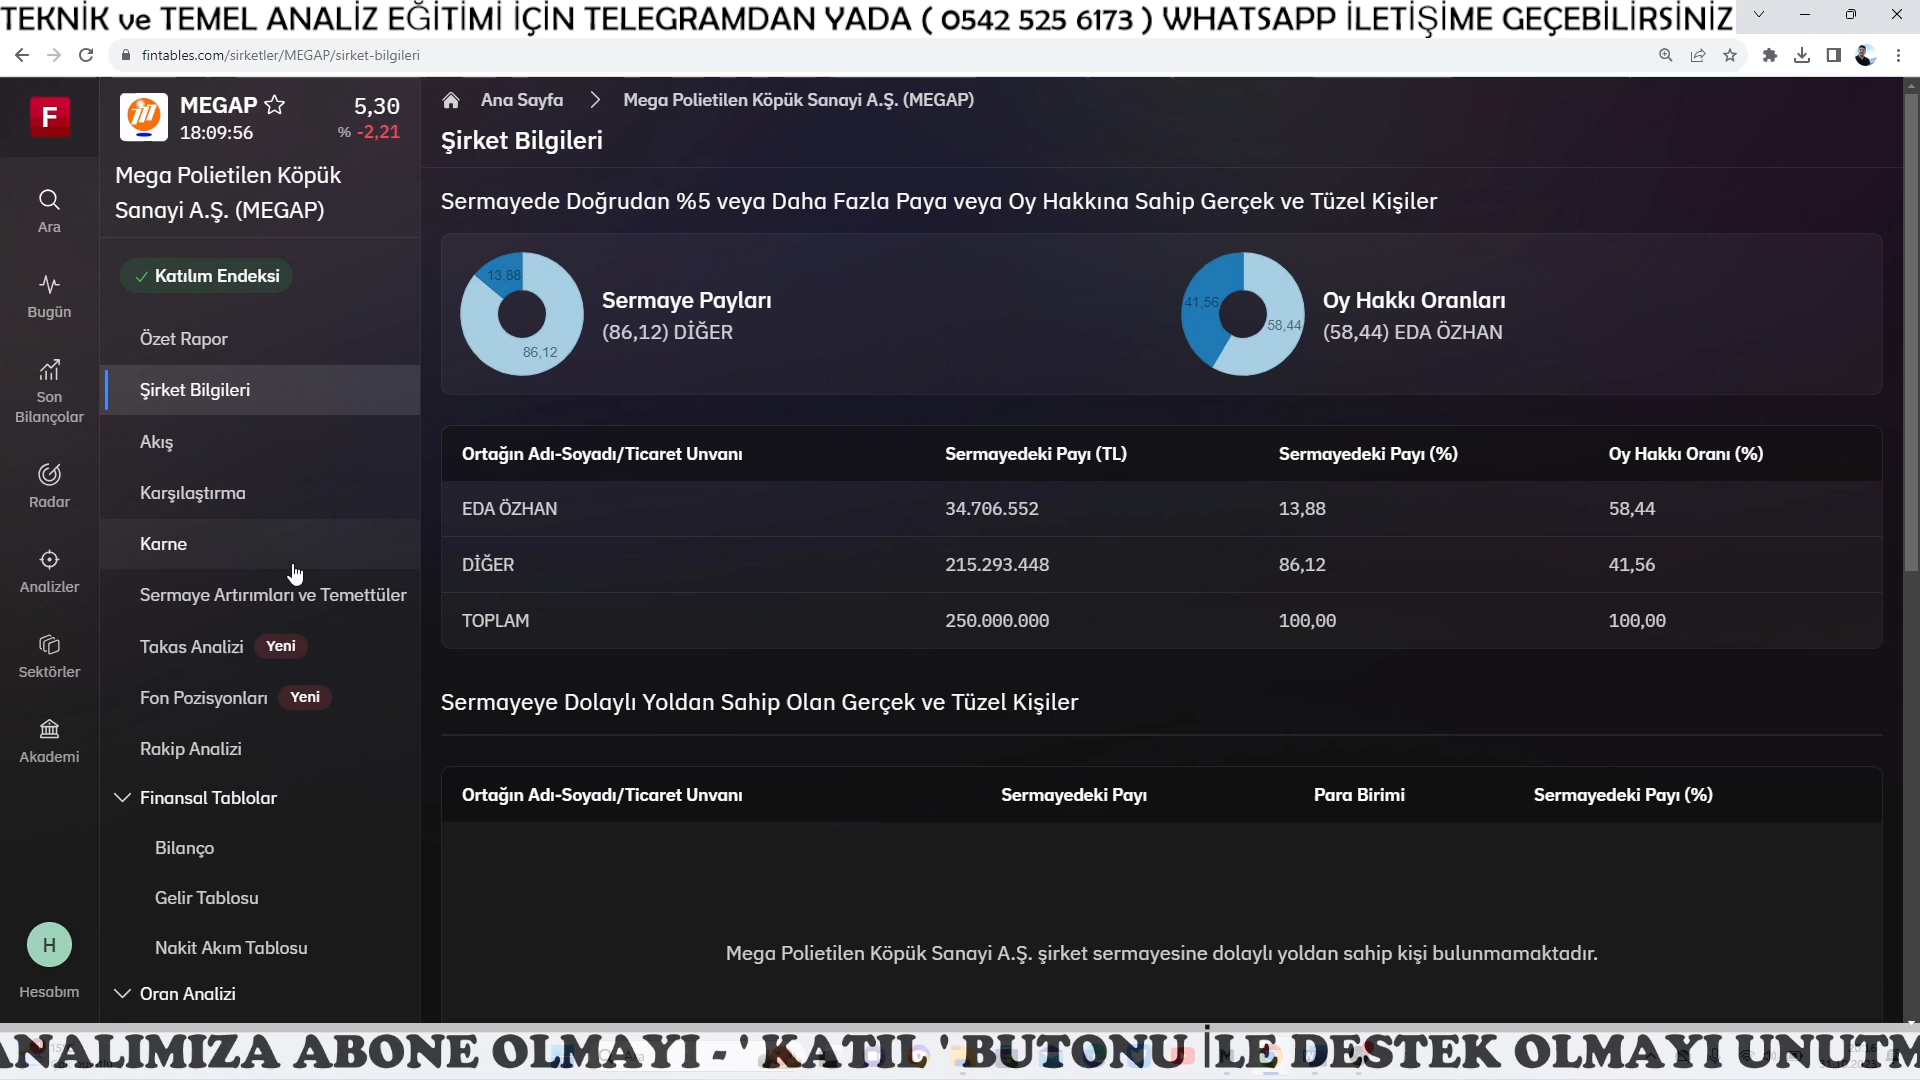 TEKNİK ve TEMEL ANALİZ EĞİTİMİ İÇİN TELEGRAMDAN YADA ( 0542 525 6173 ) WHATSAPP İLETİŞİME GEÇEBİLİRSİNİZ
fintables.com/sirketler/MEGAP/sirket-bilgileri
F
Ara
Bugün
Son
Bilançolar
Radar
Analizler
Sektörler
Akademi
H
Hesabım
MEGAP 5,30
18:09:56 % -2,21
Mega Polietilen Köpük
Sanayi A.Ş. (MEGAP)
Katılım Endeksi
Özet Rapor
Şirket Bilgileri
Akış
Karşılaştırma
Karne
Sermaye Artırımları ve Temettüler
Takas Analizi Yeni
Fon Pozisyonları Yeni
Rakip Analizi
Finansal Tablolar
Bilanço
Gelir Tablosu
Nakit Akım Tablosu
Oran Analizi
Ana Sayfa > Mega Polietilen Köpük Sanayi A.Ş. (MEGAP)
Şirket Bilgileri
Sermayede Doğrudan %5 veya Daha Fazla Paya veya Oy Hakkına Sahip Gerçek ve Tüzel Kişiler
13,88
86,12
Sermaye Payları
(86,12) DİĞER
41,56
58,44
Oy Hakkı Oranları
(58,44) EDA ÖZHAN
Ortağın Adı-Soyadı/Ticaret Unvanı Sermayedeki Payı (TL) Sermayedeki Payı (%) Oy Hakkı Oranı (%)
EDA ÖZHAN 34.706.552 13,88 58,44
DİĞER 215.293.448 86,12 41,56
TOPLAM 250.000.000 100,00 100,00
Sermayeye Dolaylı Yoldan Sahip Olan Gerçek ve Tüzel Kişiler
Ortağın Adı-Soyadı/Ticaret Unvanı Sermayedeki Payı Para Birimi Sermayedeki Payı (%)
Mega Polietilen Köpük Sanayi A.Ş. şirket sermayesine dolaylı yoldan sahip kişi bulunmamaktadır.
ANALIMIZA ABONE OLMAYI - ' KATIL ' BUTONU İLE DESTEK OLMAYI UNUTM